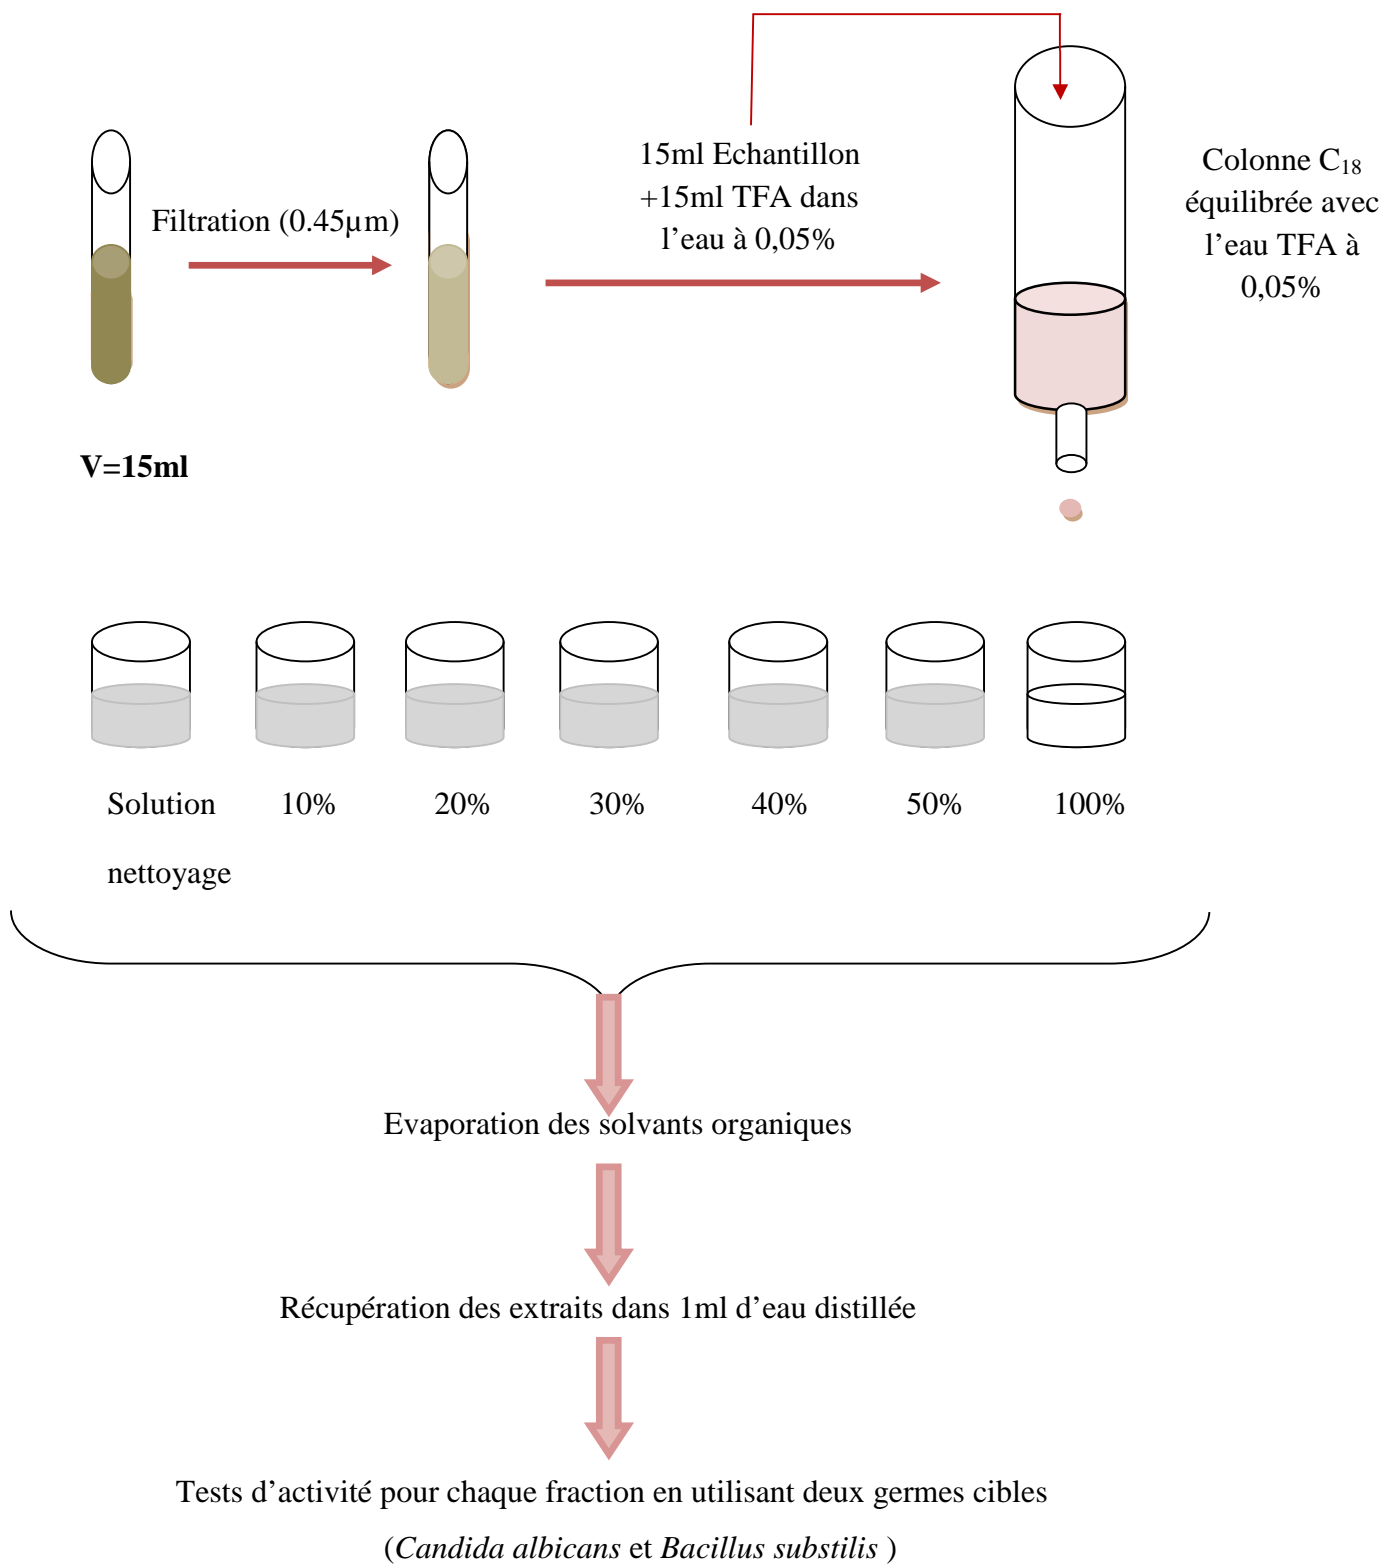 Filtration (0.45µm)
15ml Echantillon
+15ml TFA dans
l’eau à 0,05%
Colonne C₁₈
équilibrée avec
l’eau TFA à
0,05%
V=15ml
Solution
nettoyage
10%
20%
30%
40%
50%
100%
Evaporation des solvants organiques
Récupération des extraits dans 1ml d’eau distillée
Tests d’activité pour chaque fraction en utilisant deux germes cibles
(Candida albicans et Bacillus substilis )